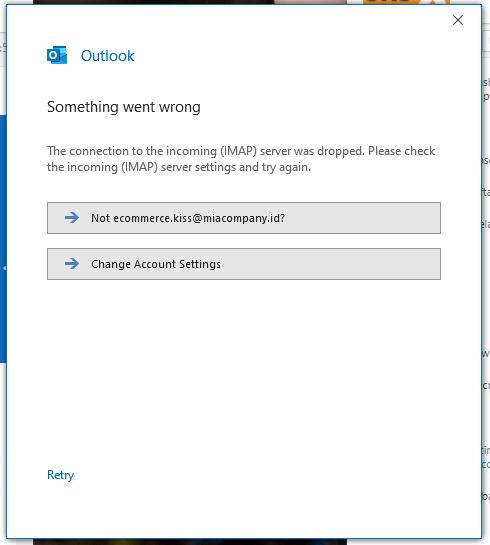 Outlook
Something went wrong
The connection to the incoming (IMAP) server was dropped. Please check
the incoming (IMAP) server settings and try again.
Not ecommerce.kiss@miacompany.id?
Change Account Settings
Retry